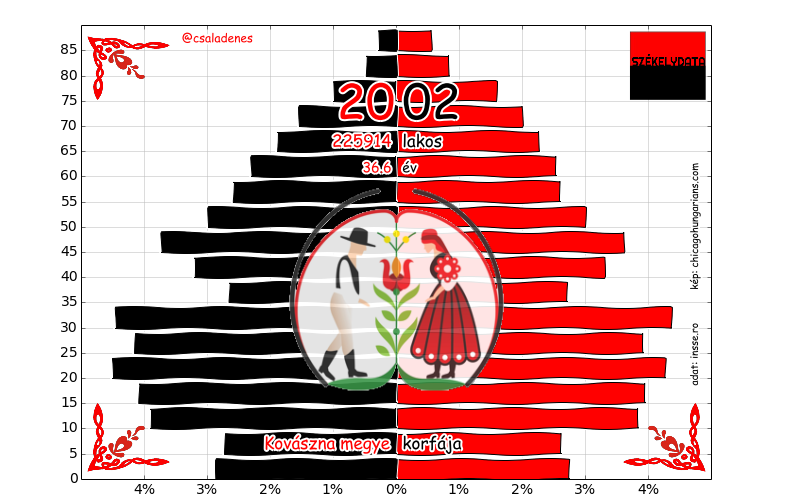 @csaladenes
SZÉKELYDATA
2002
225914 lakos
36.6 év
kép: chicagohungarians.com
adat: insse.ro
Kovászna megye korfája
85
80
75
70
65
60
55
50
45
40
35
30
25
20
15
10
5
0
4% 3% 2% 1% 0% 1% 2% 3% 4%